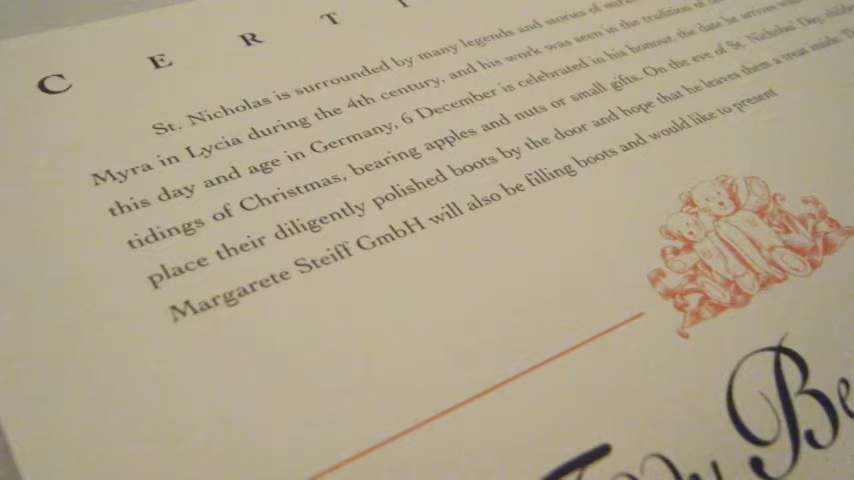 C E R T I
St. Nicholas is surrounded by many legends and stories of
Myra in Lycia during the 4th century, and his work was seen in the tradition of
this day and age in Germany, 6 December is celebrated in his honour, the date he arrives
tidings of Christmas, bearing apples and nuts or small gifts. On the eve of St. Nicholas' Day,
place their diligently polished boots by the door and hope that he leaves them a treat inside.
Margarete Steiff GmbH will also be filling boots and would like to present
Be